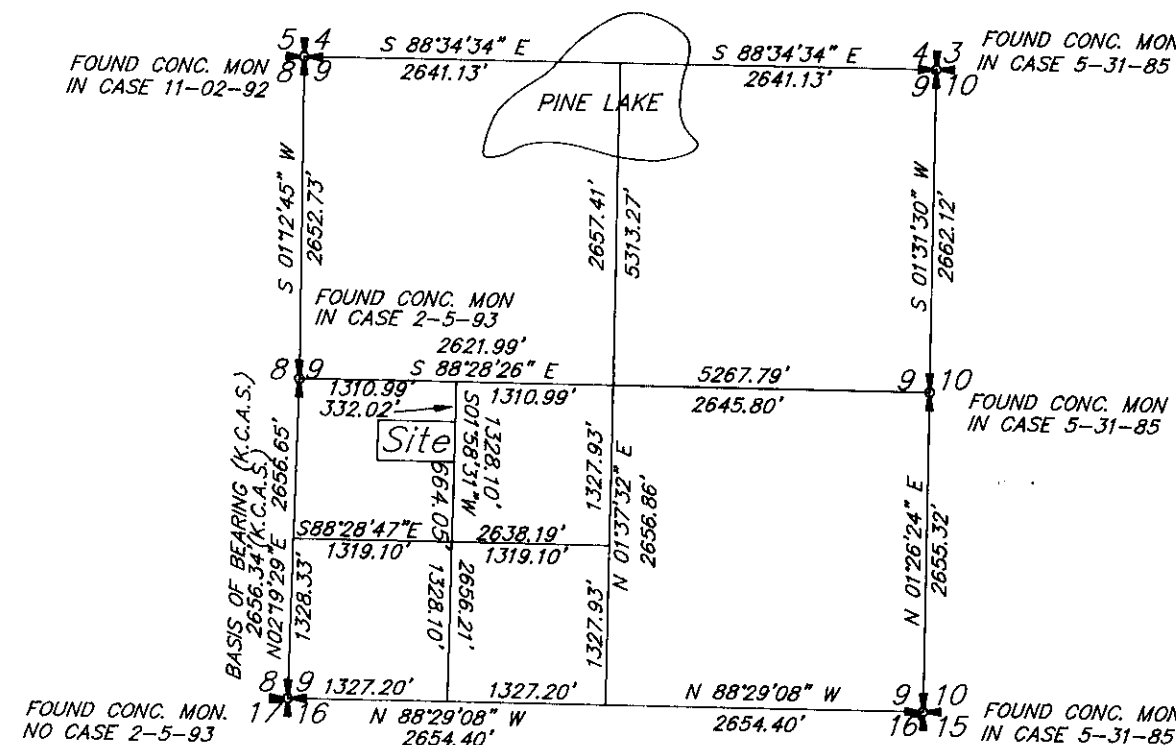 5 4
8 9
FOUND CONC. MON
IN CASE 11-02-92
S 88°34'34" E
2641.13'
S 88°34'34" E
2641.13'
4 3
9 10
FOUND CONC. MON
IN CASE 5-31-85
PINE LAKE
S 01°12'45" W
2652.73'
2657.41'
5313.27'
S 01°31'30" W
2662.12'
FOUND CONC. MON
IN CASE 2-5-93
2621.99'
8 9
S 88°28'26" E
1310.99'
1310.99'
332.02'
5267.79'
2645.80'
9 10
FOUND CONC. MON
IN CASE 5-31-85
Site
S01°58'31"W
1328.10'
664.05'
1327.93'
N 01°37'32" E
2656.86'
BASIS OF BEARING (K.C.A.S.)
2656.34'(K.C.A.S.)
N02°19'29"E 2656.65'
1328.33'
S88°28'47"E
1319.10'
2638.19'
1319.10'
1328.10'
2656.21'
1327.93'
N 01°26'24" E
2655.32'
8 9
17 16
FOUND CONC. MON.
NO CASE 2-5-93
1327.20'
1327.20'
N 88°29'08" W
2654.40'
N 88°29'08" W
2654.40'
9 10
16 15
FOUND CONC. MON
IN CASE 5-31-85